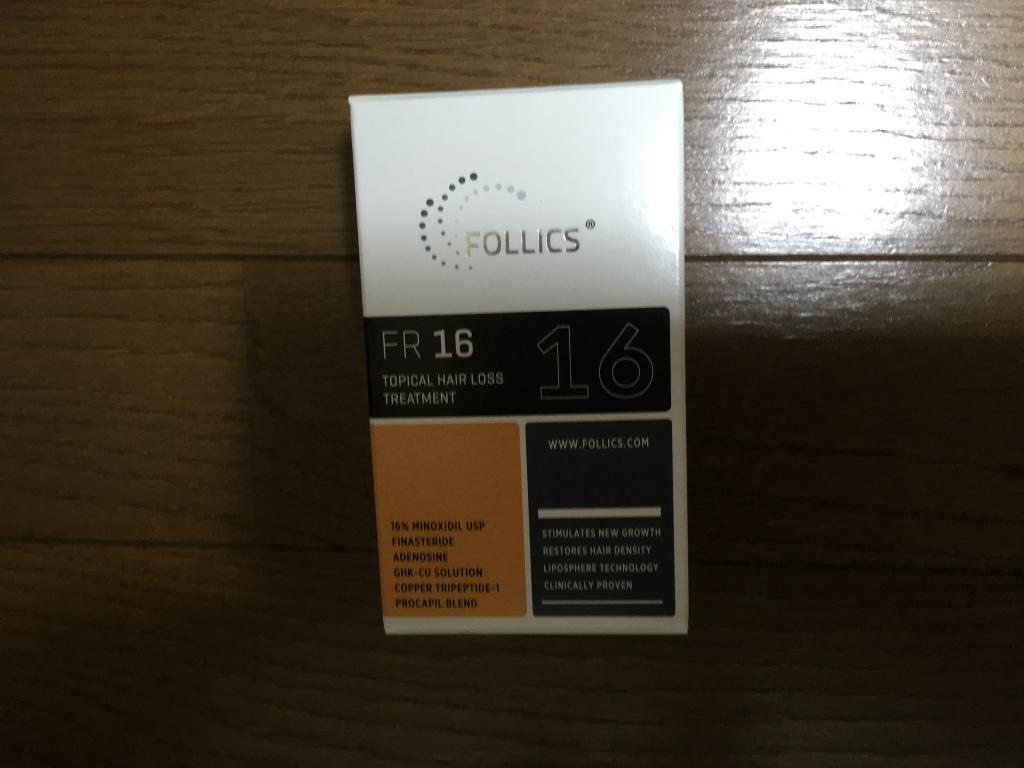 FOLLICS®
FR 16
16
TOPICAL HAIR LOSS
TREATMENT
16% MINOXIDIL USP
FINASTERIDE
ADENOSINE
GHK-CU SOLUTION
COPPER TRIPEPTIDE-1
PROCAPIL BLEND
WWW.FOLLICS.COM
STIMULATES NEW GROWTH
RESTORES HAIR DENSITY
LIPOSPHERE TECHNOLOGY
CLINICALLY PROVEN